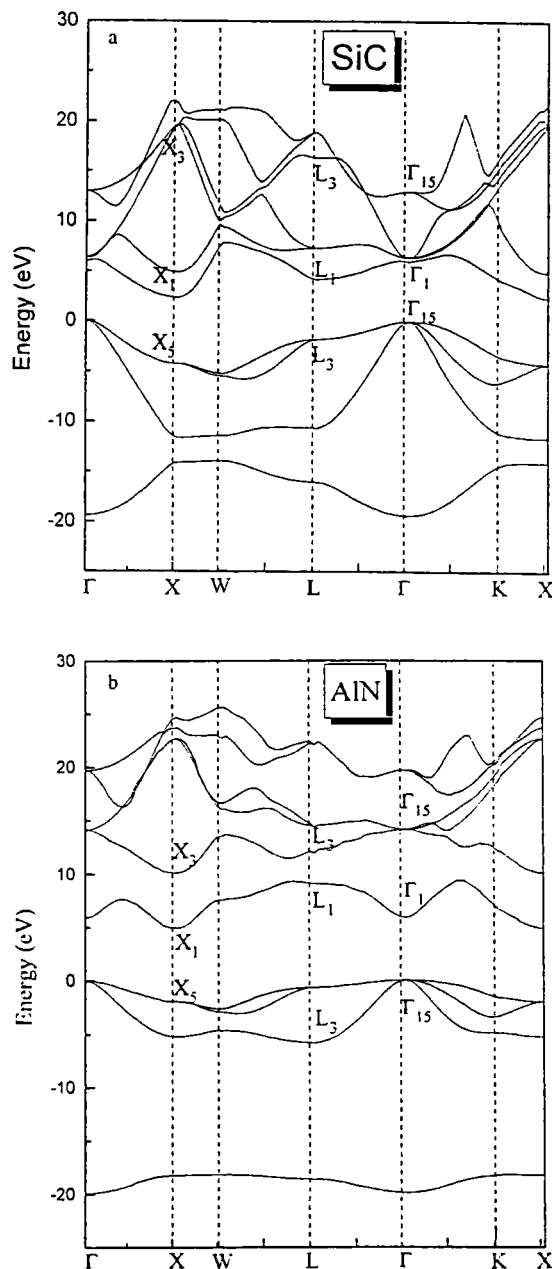 a
SiC
30
20
10
0
-10
-20
Energy (eV)
X₃
L₃
Γ₁₅
X₁
L₁
Γ₁
Γ₁₅
X₅
L₃
Γ X W L Γ K X
b
AlN
30
20
10
0
-10
-20
Energy (eV)
Γ₁₅
X₃
L₃
Γ₁
L₁
X₁
X₅
L₃
Γ₁₅
Γ X W L Γ K X